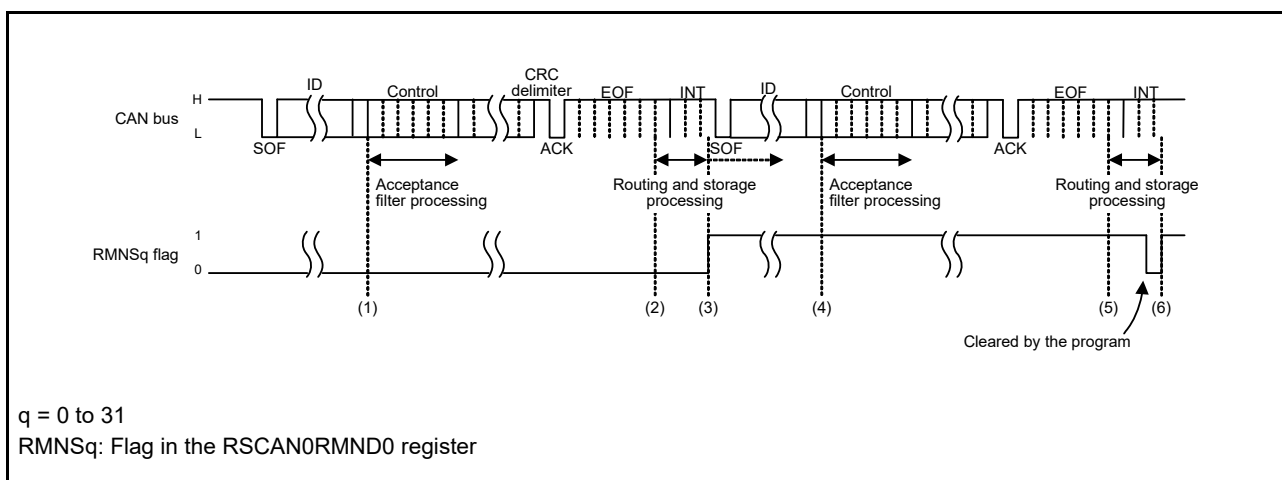 CRC
ID
Control
delimiter
EOF
INT
ID
Control
EOF
INT
H
CAN bus
L
SOF
ACK
SOF
ACK
Acceptance
filter processing
Routing and storage
processing
Acceptance
filter processing
Routing and storage
processing
1
RMNSq flag
0
(1)
(2)
(3)
(4)
(5)
(6)
Cleared by the program
q = 0 to 31
RMNSq: Flag in the RSCAN0RMND0 register